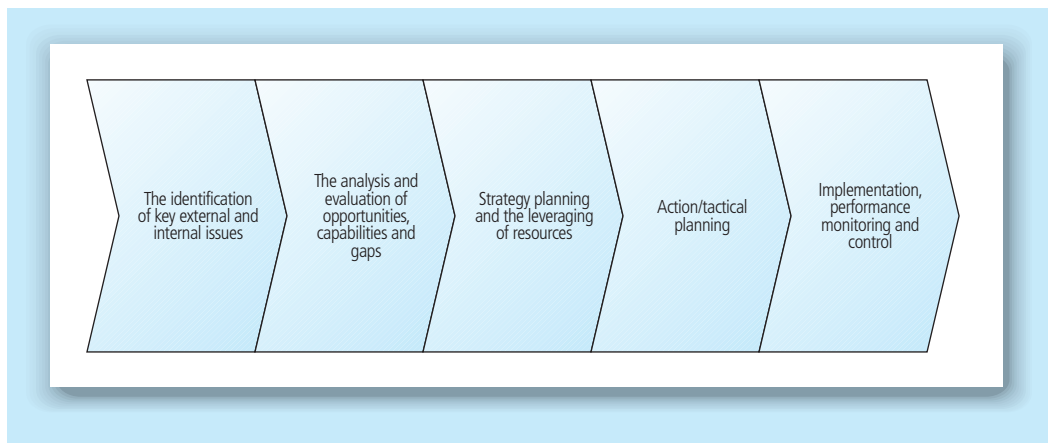 The identification
of key external and
internal issues
The analysis and
evaluation of
opportunities,
capabilities and
gaps
Strategy planning
and the leveraging
of resources
Action/tactical
planning
Implementation,
performance
monitoring and
control